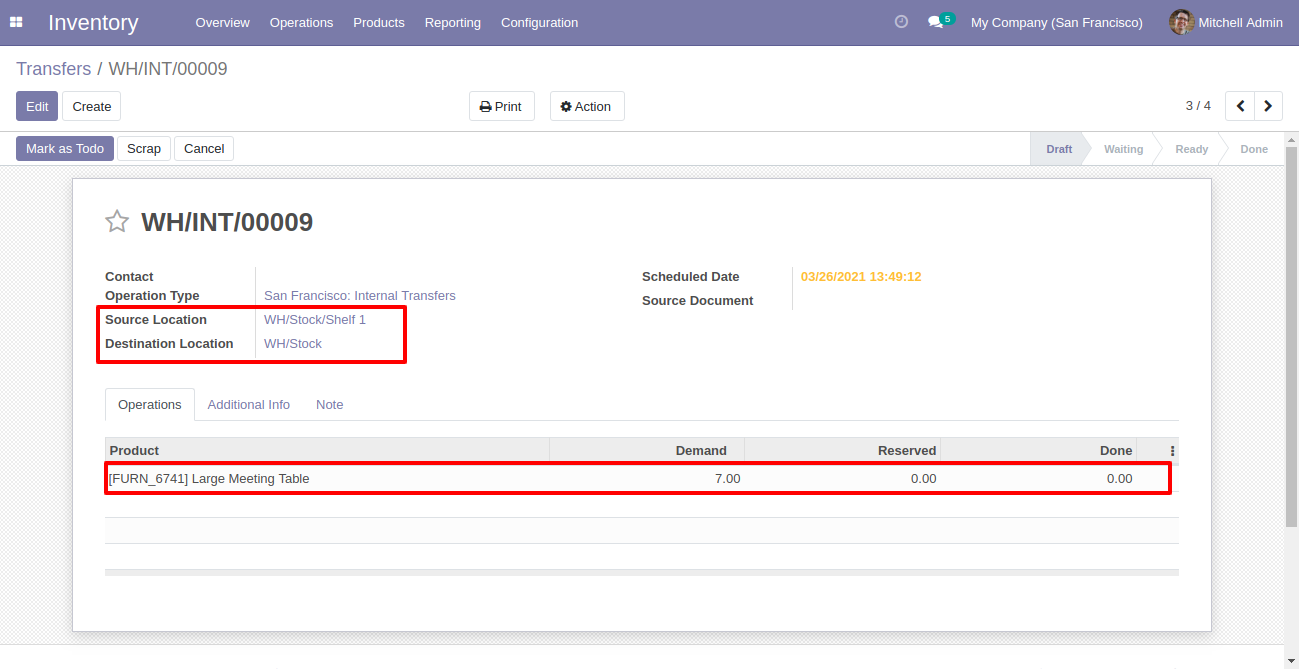 Inventory Overview Operations Products Reporting Configuration 5 My Company (San Francisco) Mitchell Admin
Transfers / WH/INT/00009
Edit Create Print Action 3 / 4
Mark as Todo Scrap Cancel Draft Waiting Ready Done
WH/INT/00009
Contact Scheduled Date 03/26/2021 13:49:12
Operation Type San Francisco: Internal Transfers Source Document
Source Location WH/Stock/Shelf 1
Destination Location WH/Stock
Operations Additional Info Note
Product Demand Reserved Done
[FURN_6741] Large Meeting Table 7.00 0.00 0.00